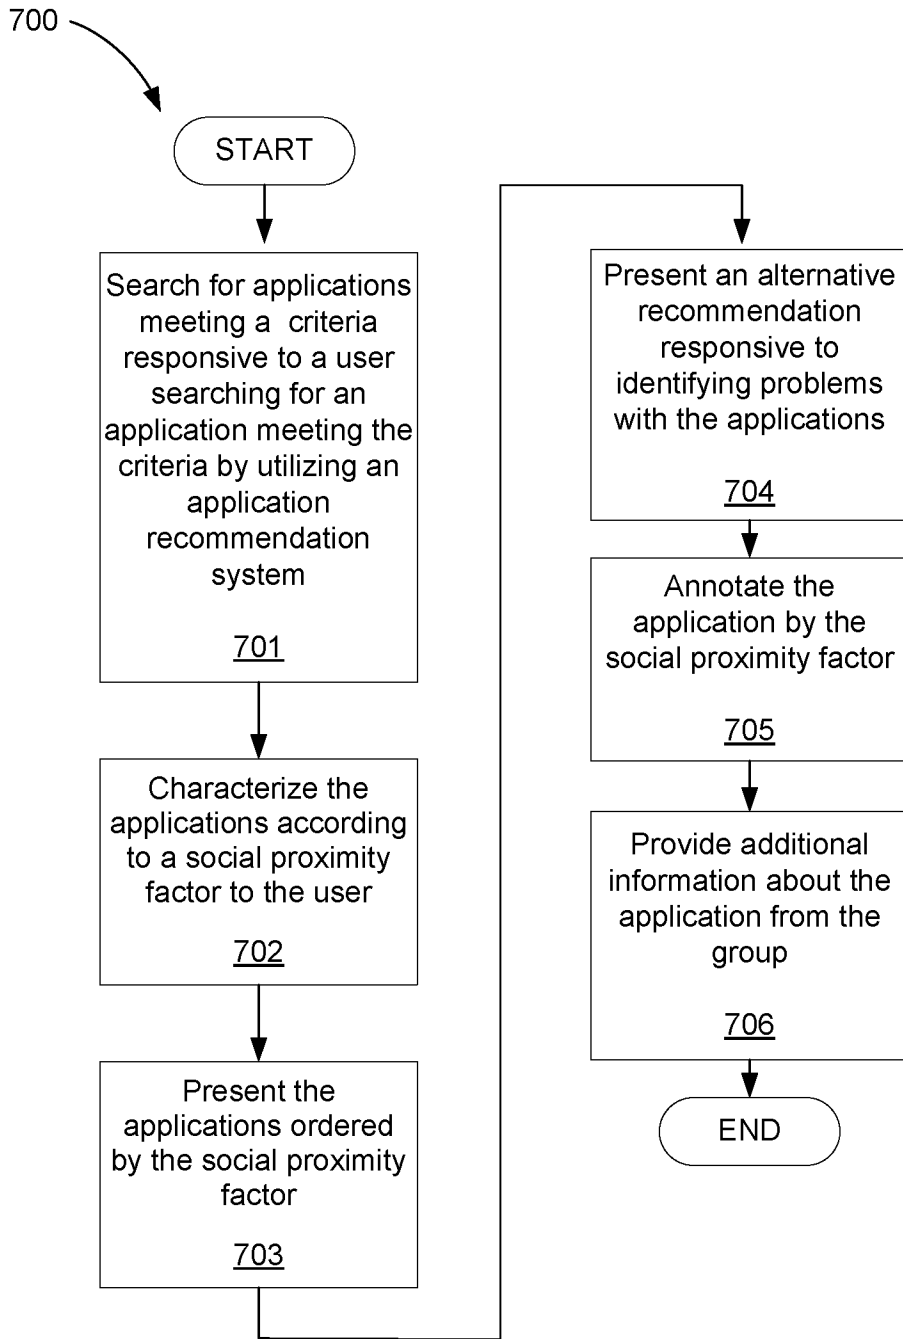 700
START
Search for applications
meeting a criteria
responsive to a user
searching for an
application meeting the
criteria by utilizing an
application
recommendation
system
701
Characterize the
applications according
to a social proximity
factor to the user
702
Present the
applications ordered
by the social proximity
factor
703
Present an alternative
recommendation
responsive to
identifying problems
with the applications
704
Annotate the
application by the
social proximity factor
705
Provide additional
information about the
application from the
group
706
END